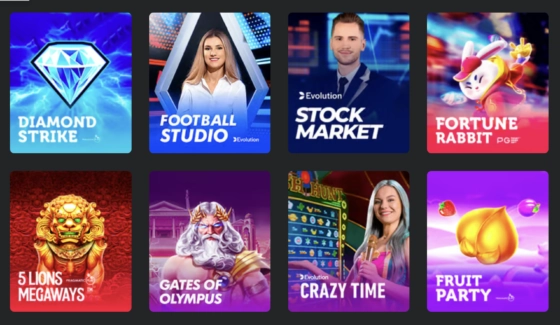 DIAMOND
STRIKE
FOOTBALL
STUDIO Evolution
Evolution
STOCK
MARKET
FORTUNE
RABBIT PG
5 LIONS
MEGAWAYS
GATES OF
OLYMPUS
Evolution
CRAZY TIME
FRUIT
PARTY